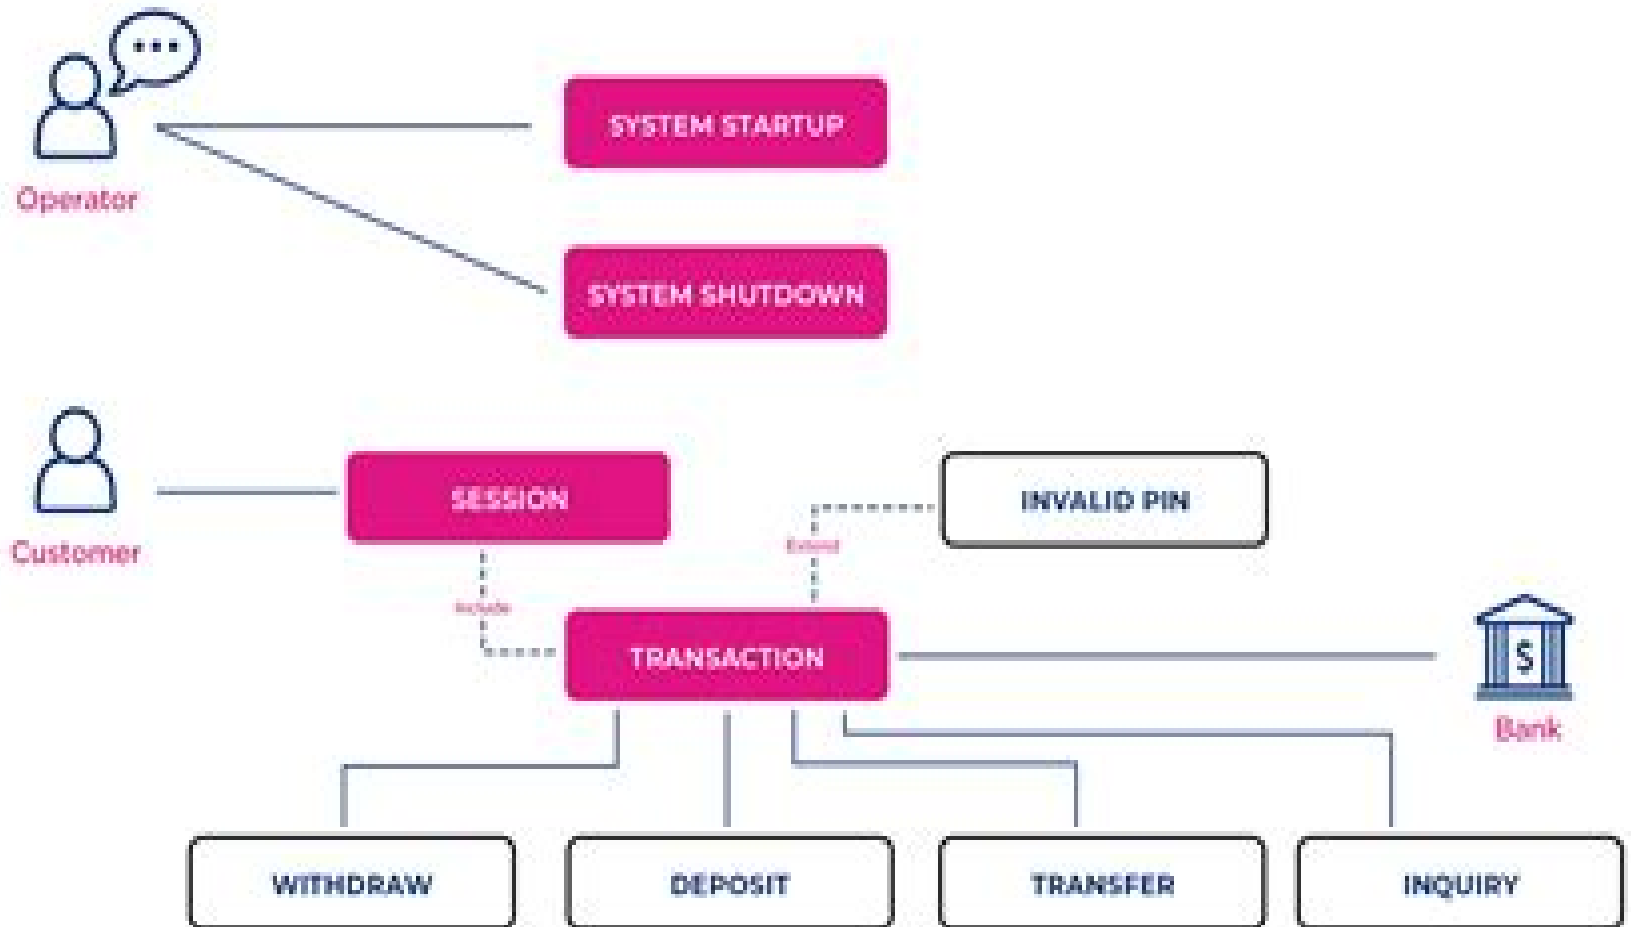 SYSTEM STARTUP
Operator
SYSTEM SHUTDOWN
SESSION
INVALID PIN
Extend
Customer
Include
TRANSACTION
Bank
WITHDRAW
DEPOSIT
TRANSFER
INQUIRY